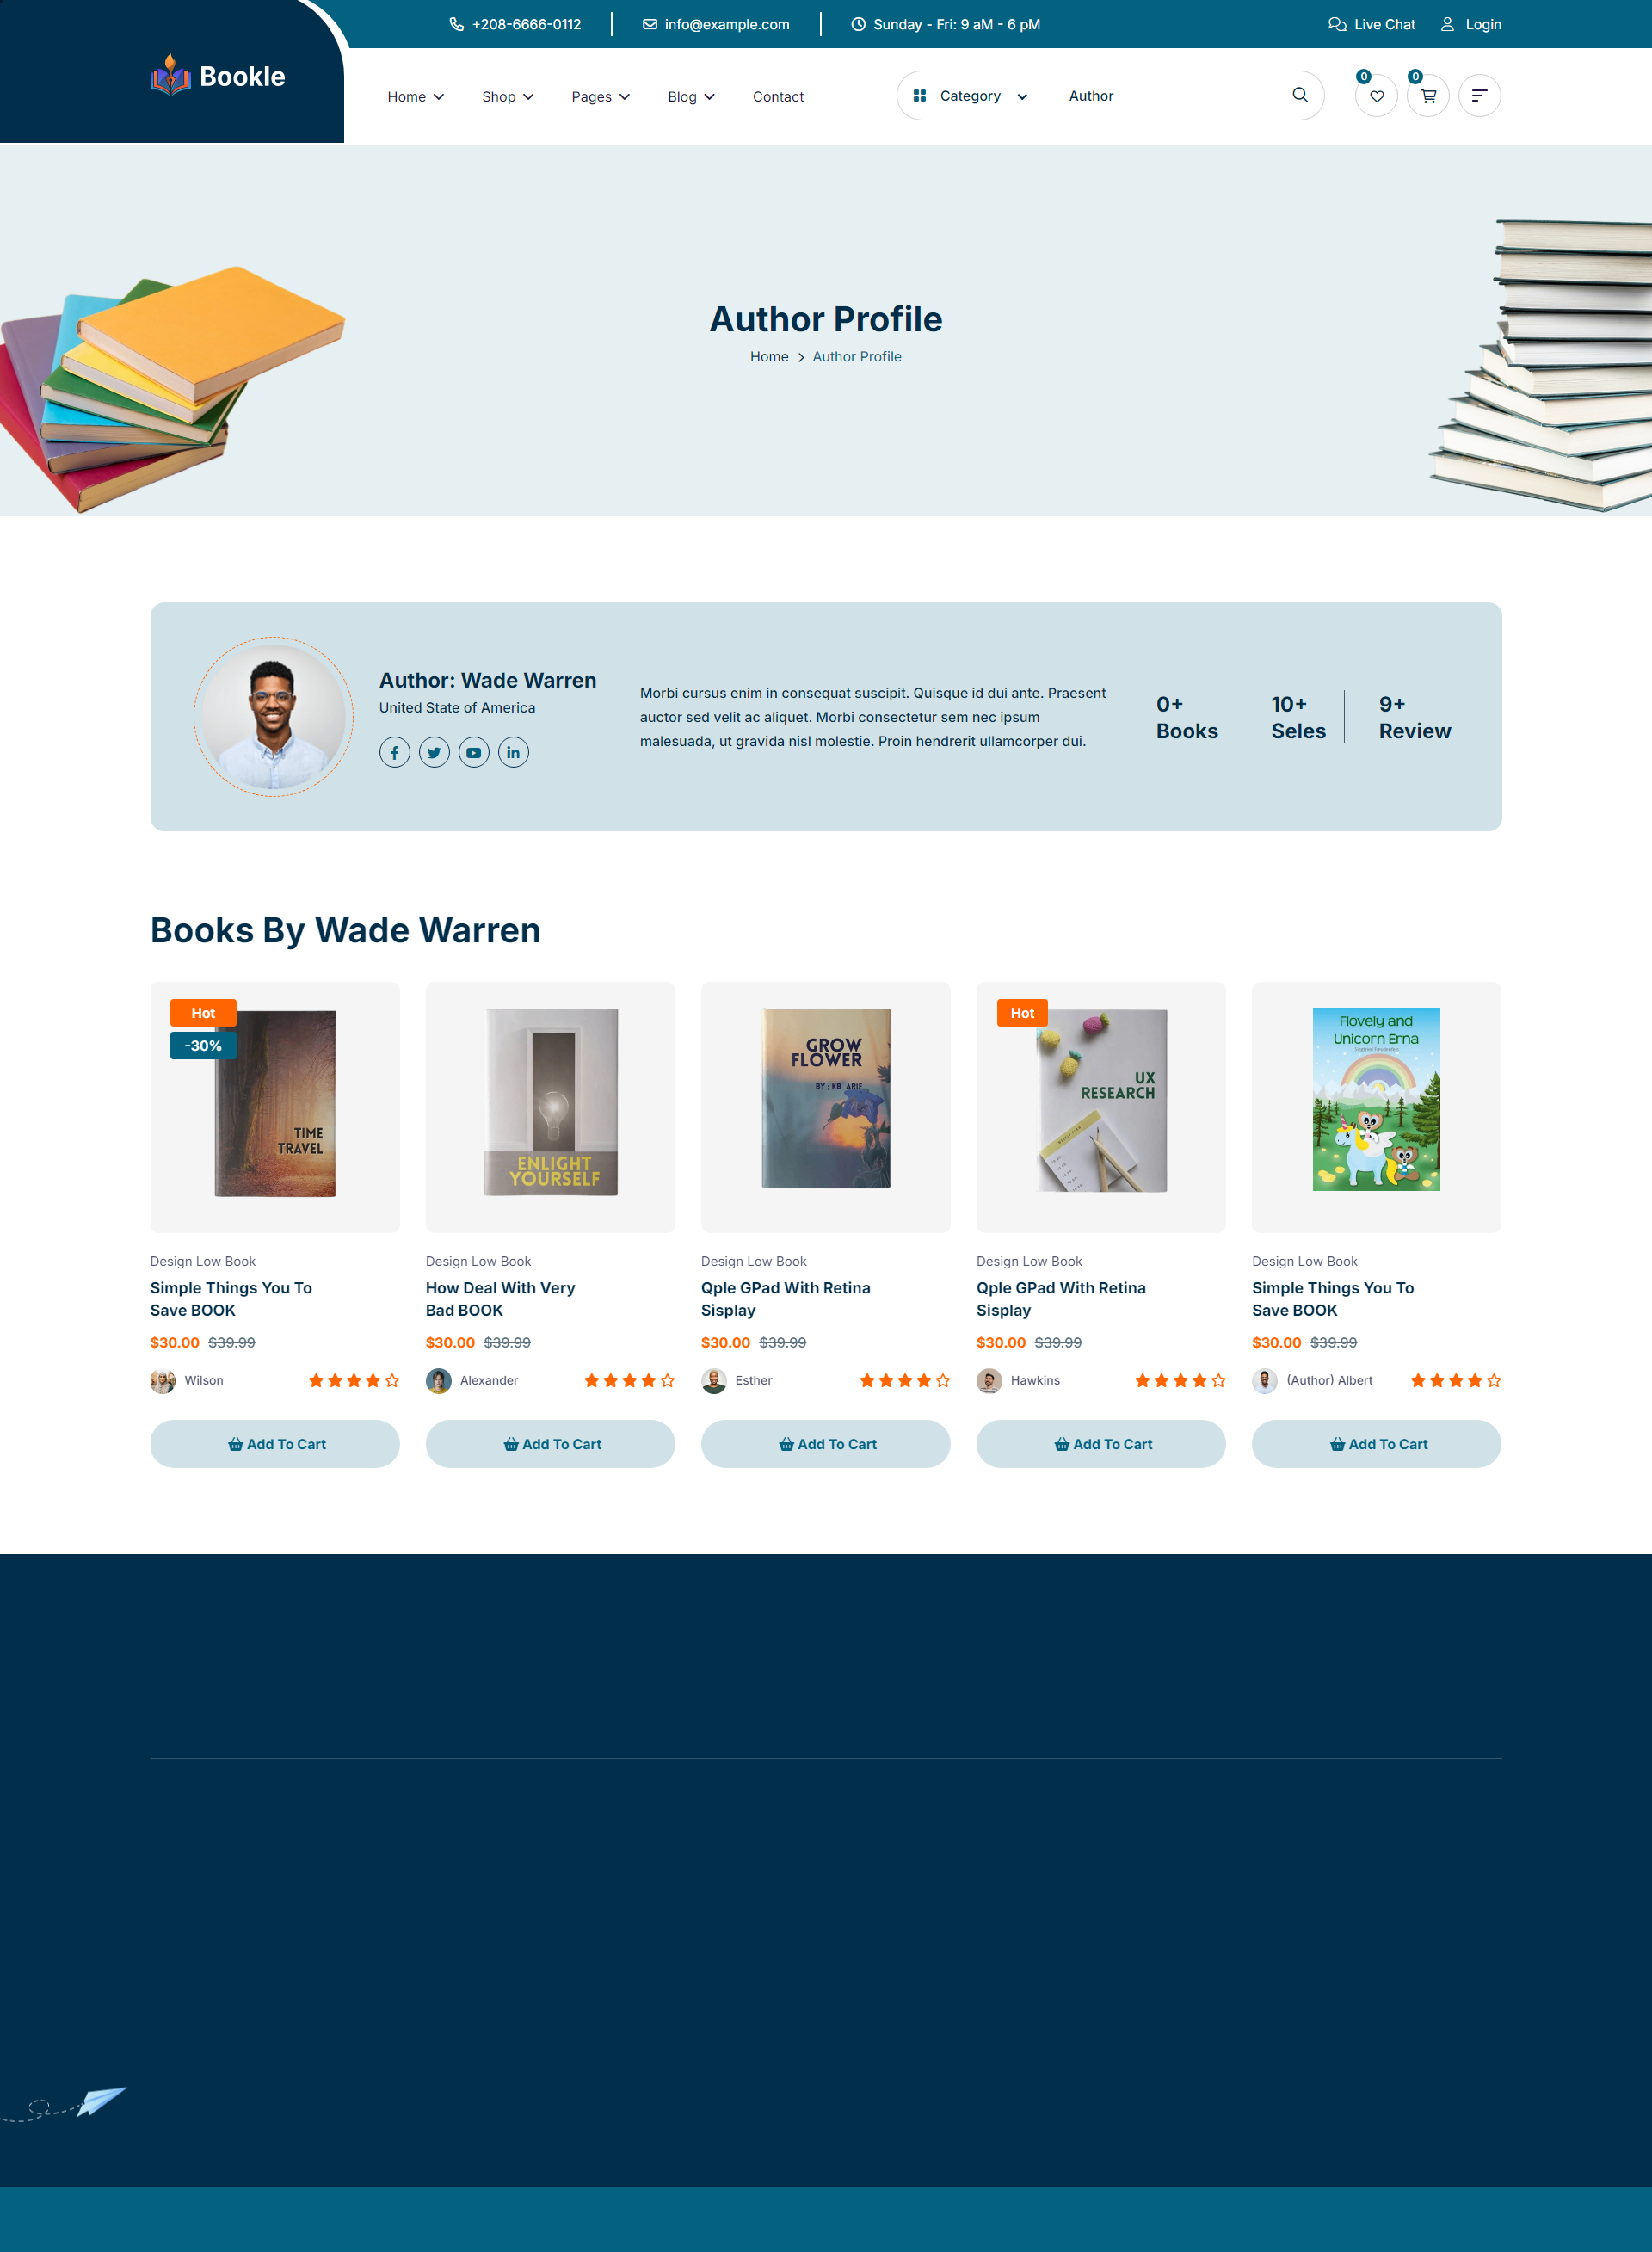 +208-6666-0112
info@example.com
Sunday - Fri: 9 aM - 6 pM
Live Chat
Login
Bookle
Home
Shop
Pages
Blog
Contact
Category
Author
0
0
Author Profile
Home
Author Profile
Author: Wade Warren
United State of America
Morbi cursus enim in consequat suscipit. Quisque id dui ante. Praesent
auctor sed velit ac aliquet. Morbi consectetur sem nec ipsum
malesuada, ut gravida nisl molestie. Proin hendrerit ullamcorper dui.
0+
Books
10+
Seles
9+
Review
Books By Wade Warren
Hot
-30%
TIME
TRAVEL
Design Low Book
Simple Things You To
Save BOOK
$30.00 $39.99
Wilson
Add To Cart
ENLIGHT
YOURSELF
Design Low Book
How Deal With Very
Bad BOOK
$30.00 $39.99
Alexander
Add To Cart
GROW
FLOWER
BY : KB ARIF
Design Low Book
Qple GPad With Retina
Sisplay
$30.00 $39.99
Esther
Add To Cart
Hot
UX
RESEARCH
Design Low Book
Qple GPad With Retina
Sisplay
$30.00 $39.99
Hawkins
Add To Cart
Flovely and
Unicorn Erna
Design Low Book
Simple Things You To
Save BOOK
$30.00 $39.99
(Author) Albert
Add To Cart